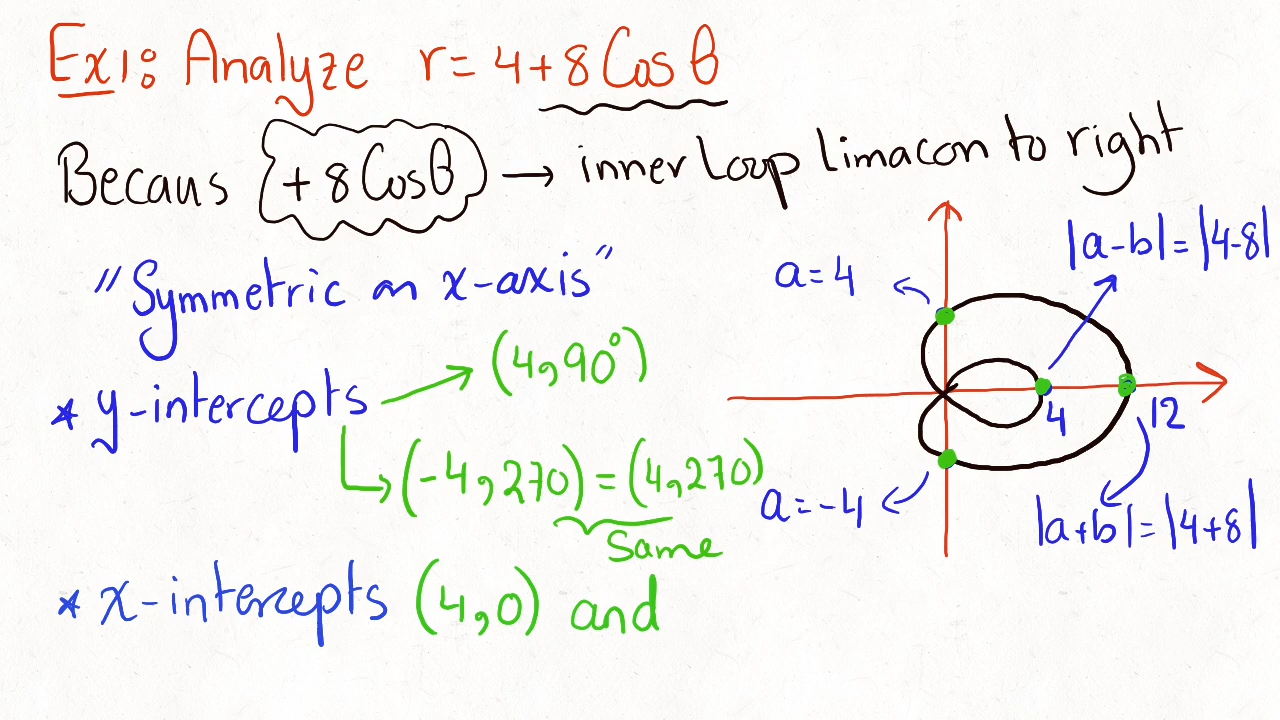 Ex1: Analyze r = 4+8 Cos θ
Becaus +8 Cosθ → inner Loop Limacon to right
"Symmetric on x-axis"
a = 4
|a-b| = |4-8|
* y-intercepts → (4, 90°)
4
12
(-4, 270) = (4, 270)
Same
a = -4
|a+b| = |4+8|
* x-intercepts (4, 0) and